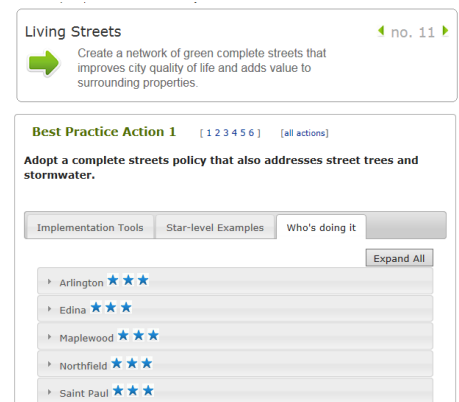 Living Streets
no. 11
Create a network of green complete streets that
improves city quality of life and adds value to
surrounding properties.
Best Practice Action 1 [ 1 2 3 4 5 6 ] [all actions]
Adopt a complete streets policy that also addresses street trees and
stormwater.
Implementation Tools Star-level Examples Who's doing it
Expand All
Arlington
Edina
Maplewood
Northfield
Saint Paul